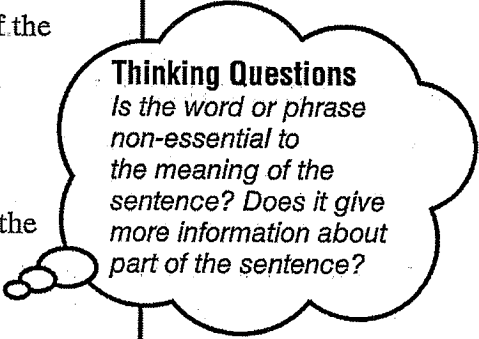 f the
Thinking Questions
Is the word or phrase
non-essential to
the meaning of the
sentence? Does it give
the
more information about
part of the sentence?